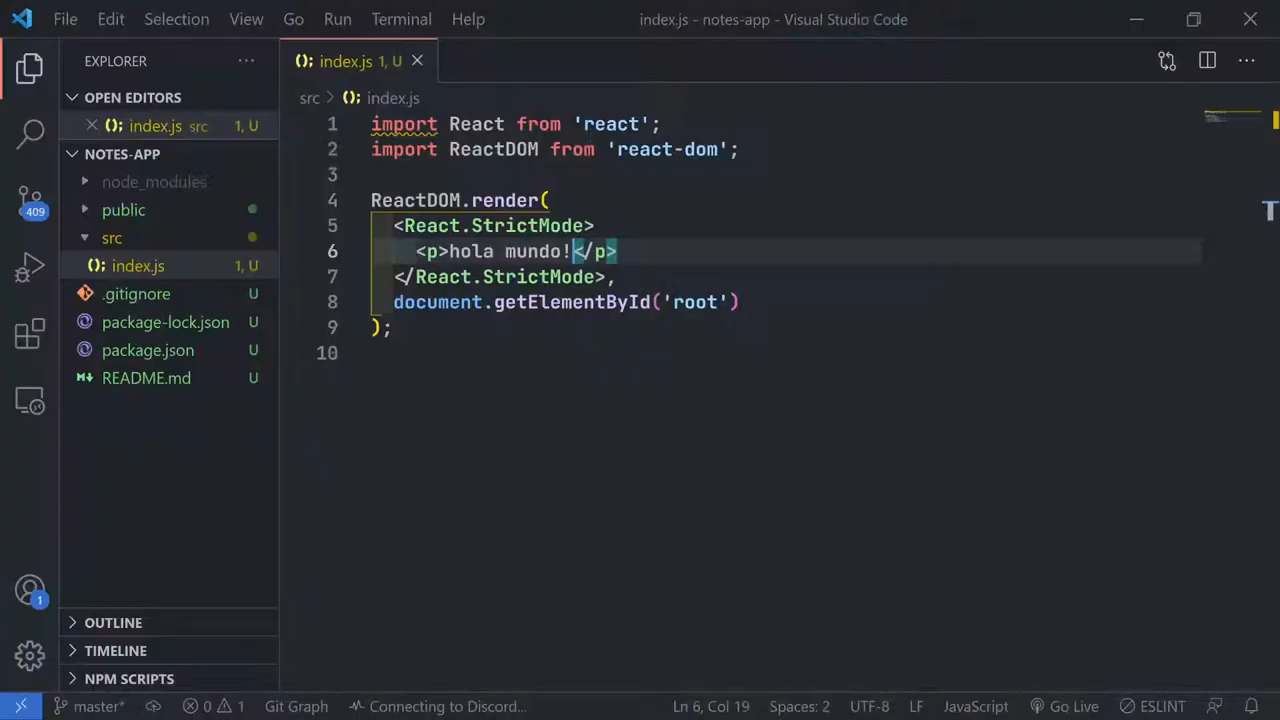 File Edit Selection View Go Run Terminal Help index.js - notes-app - Visual Studio Code
EXPLORER
OPEN EDITORS
index.js src 1, U
NOTES-APP
node_modules
public
src
index.js 1, U
.gitignore U
package-lock.json U
package.json U
README.md U
OUTLINE
TIMELINE
NPM SCRIPTS
409
1
index.js 1, U
src index.js
1 import React from 'react';
2 import ReactDOM from 'react-dom';
3
4 ReactDOM.render(
5 <React.StrictMode>
6 <p>hola mundo!</p>
7 </React.StrictMode>,
8 document.getElementById('root')
9 );
10
master* 0 1 Git Graph Connecting to Discord... Ln 6, Col 19 Spaces: 2 UTF-8 LF JavaScript Go Live ESLINT